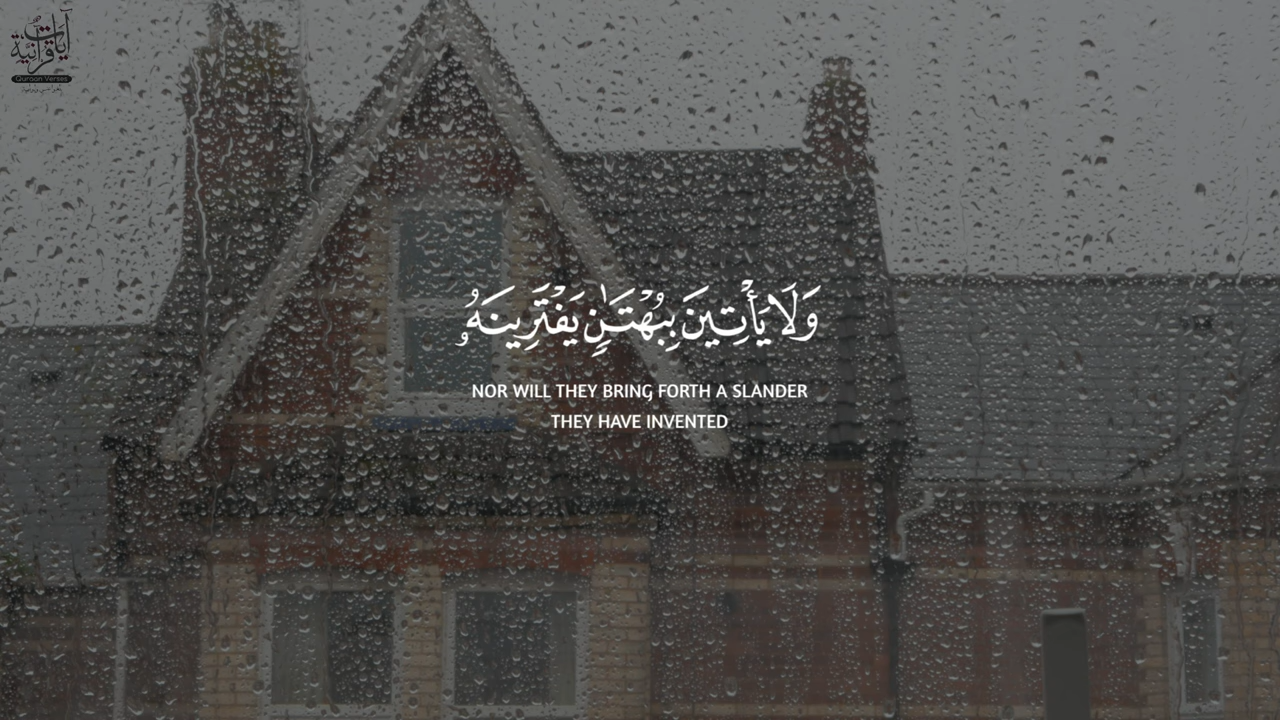 آيات قرآنية
Quraan Verses
وَلَا يَأْتِينَ بِبُهْتَـٰنٍ يَفْتَرِينَهُۥ
NOR WILL THEY BRING FORTH A SLANDER
THEY HAVE INVENTED